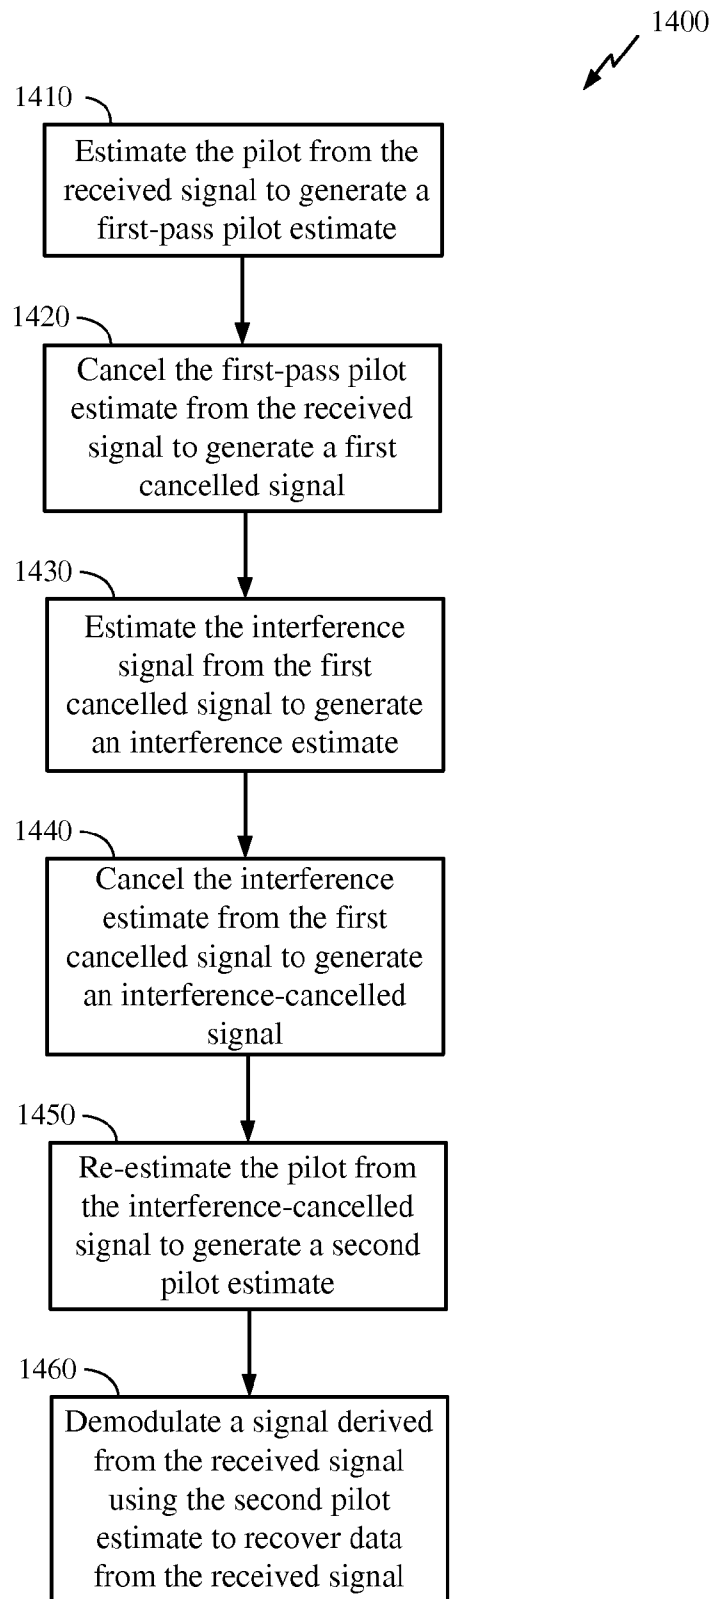 1400
1410
Estimate the pilot from the
received signal to generate a
first-pass pilot estimate
1420
Cancel the first-pass pilot
estimate from the received
signal to generate a first
cancelled signal
1430
Estimate the interference
signal from the first
cancelled signal to generate
an interference estimate
1440
Cancel the interference
estimate from the first
cancelled signal to generate
an interference-cancelled
signal
1450
Re-estimate the pilot from
the interference-cancelled
signal to generate a second
pilot estimate
1460
Demodulate a signal derived
from the received signal
using the second pilot
estimate to recover data
from the received signal